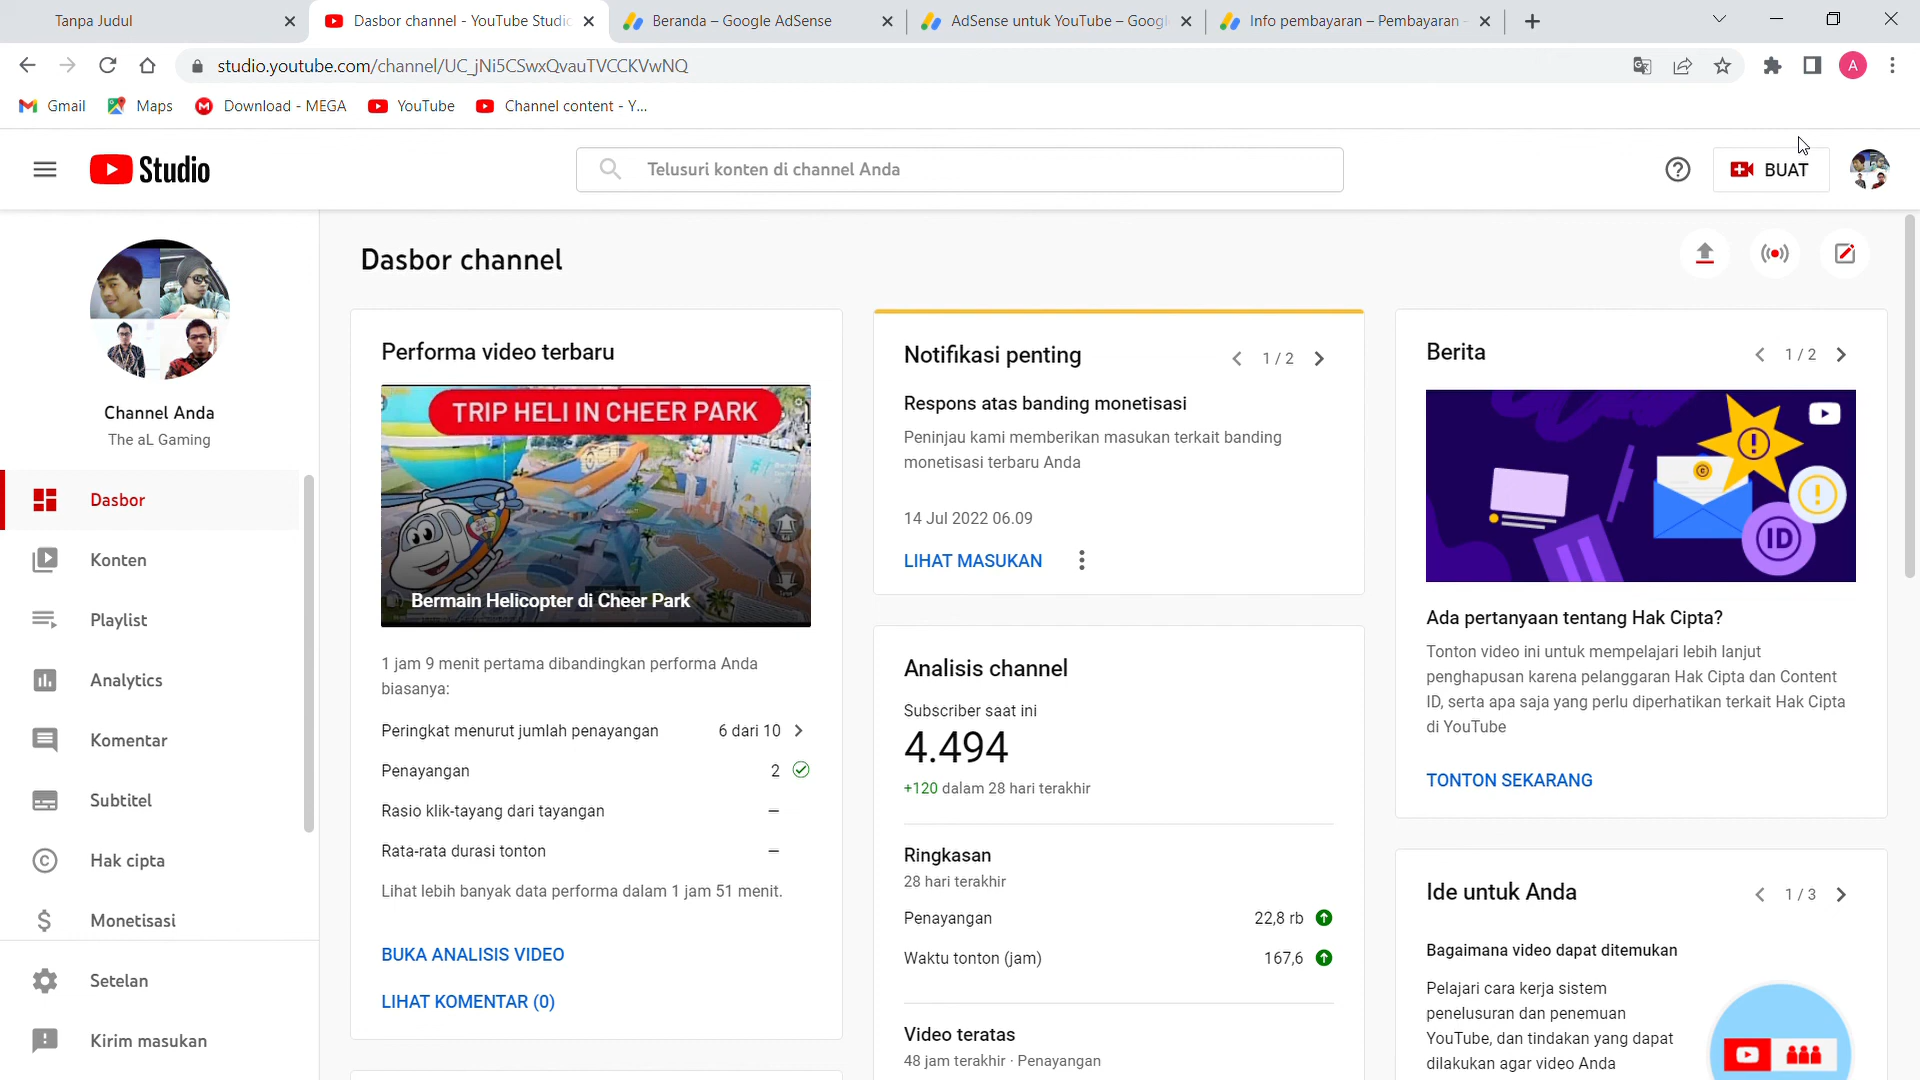 Tanpa Judul
Dasbor channel - YouTube Studio
Beranda – Google AdSense
AdSense untuk YouTube – Googl
Info pembayaran – Pembayaran -
studio.youtube.com/channel/UC_jNi5CSwxQvauTVCCKVwNQ
A
Gmail
Maps
Download - MEGA
YouTube
Channel content - Y...
Studio
Telusuri konten di channel Anda
BUAT
Channel Anda
The aL Gaming
Dasbor
Konten
Playlist
Analytics
Komentar
Subtitel
Hak cipta
Monetisasi
Setelan
Kirim masukan
Dasbor channel
Performa video terbaru
TRIP HELI IN CHEER PARK
Bermain Helicopter di Cheer Park
1 jam 9 menit pertama dibandingkan performa Anda
biasanya:
Peringkat menurut jumlah penayangan 6 dari 10
Penayangan 2
Rasio klik-tayang dari tayangan –
Rata-rata durasi tonton –
Lihat lebih banyak data performa dalam 1 jam 51 menit.
BUKA ANALISIS VIDEO
LIHAT KOMENTAR (0)
Notifikasi penting 1 / 2
Respons atas banding monetisasi
Peninjau kami memberikan masukan terkait banding
monetisasi terbaru Anda
14 Jul 2022 06.09
LIHAT MASUKAN
Analisis channel
Subscriber saat ini
4.494
+120 dalam 28 hari terakhir
Ringkasan
28 hari terakhir
Penayangan 22,8 rb
Waktu tonton (jam) 167,6
Video teratas
48 jam terakhir · Penayangan
Berita 1 / 2
ID
Ada pertanyaan tentang Hak Cipta?
Tonton video ini untuk mempelajari lebih lanjut
penghapusan karena pelanggaran Hak Cipta dan Content
ID, serta apa saja yang perlu diperhatikan terkait Hak Cipta
di YouTube
TONTON SEKARANG
Ide untuk Anda 1 / 3
Bagaimana video dapat ditemukan
Pelajari cara kerja sistem
penelusuran dan penemuan
YouTube, dan tindakan yang dapat
dilakukan agar video Anda